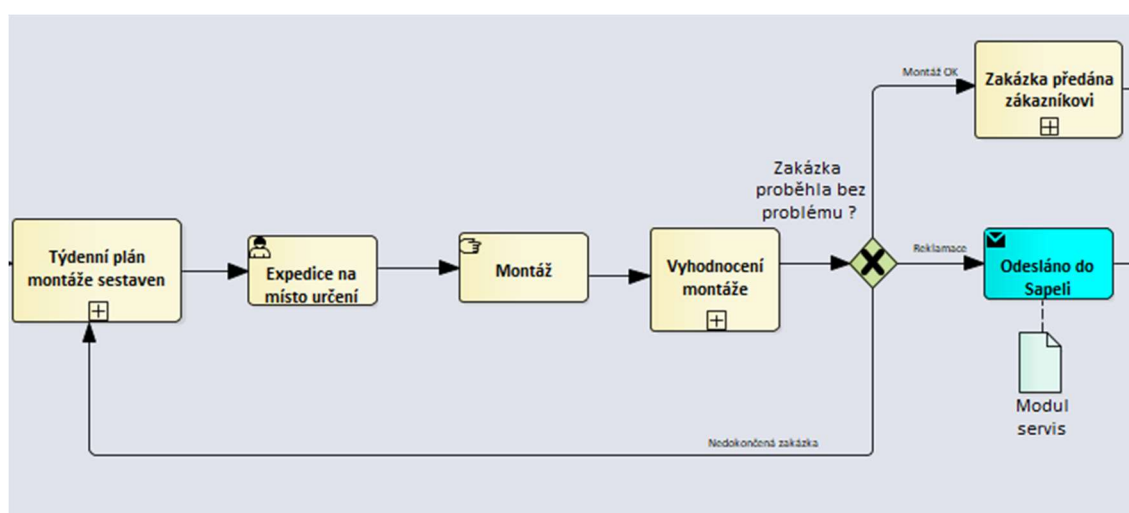 Montáž OK
Zakázka předána
zákazníkovi
Zakázka
proběhla bez
problému ?
Týdenní plán
montáže sestaven
Expedice na
místo určení
Montáž
Vyhodnocení
montáže
Reklamace
Odesláno do
Sapeli
Modul
servis
Nedokončená zakázka